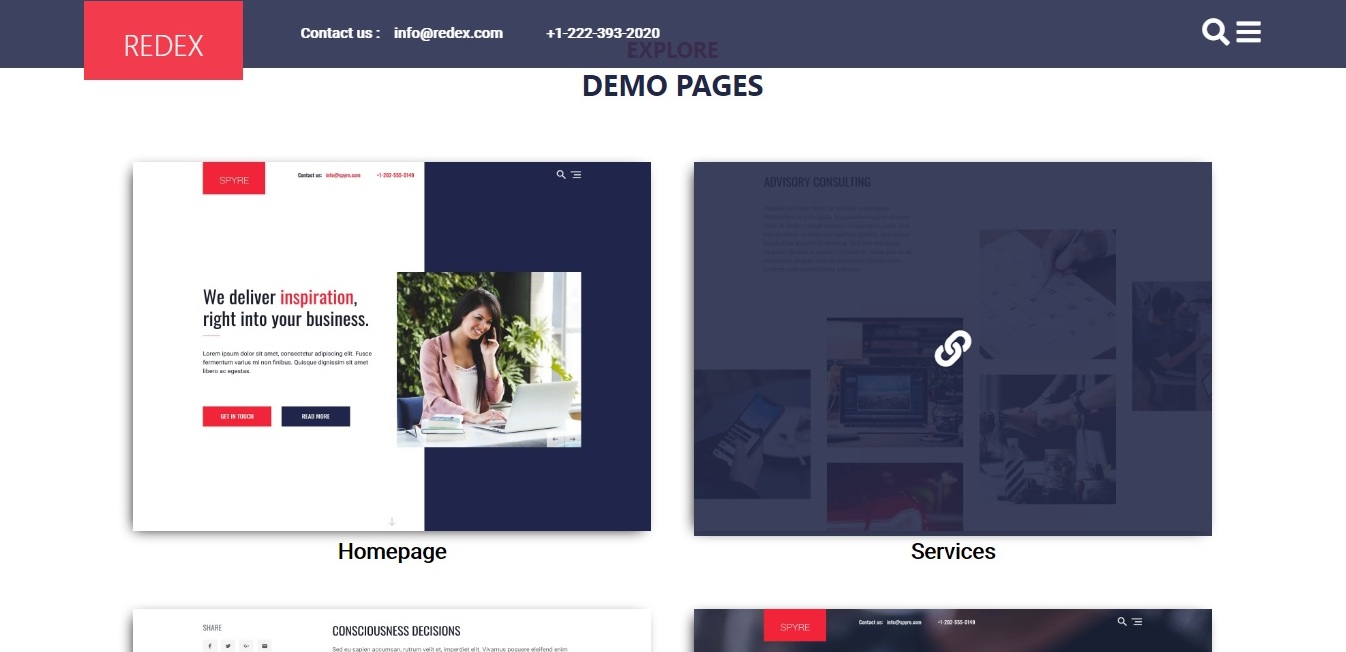 REDEX
Contact us : info@redex.com +1-222-393-2020
EXPLORE
DEMO PAGES
SPYRE
Contact us: info@spyre.com +1-202-555-0149
We deliver inspiration,
right into your business.
Lorem ipsum dolor sit amet, consectetur adipiscing elit. Fusce
fermentum varius mi non finibus. Quisque dignissim sit amet
libero ac egestas.
GET IN TOUCH READ MORE
Homepage
ADVISORY CONSULTING
Services
SHARE
CONSCIOUSNESS DECISIONS
Sed eu sapien accumsan, rutrum velit et, imperdiet elit. Vivamus posuere eleifend enim
SPYRE
Contact us: info@spyre.com +1-202-555-0149